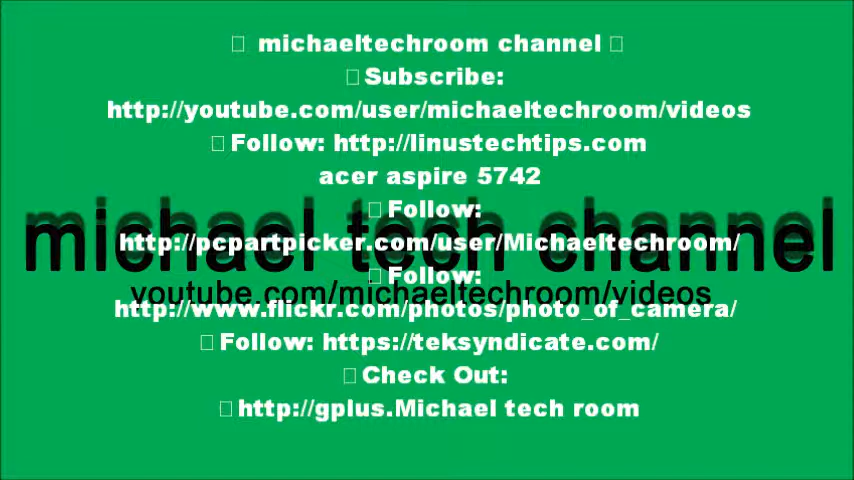 michaeltechroom channel
Subscribe:
http://youtube.com/user/michaeltechroom/videos
Follow: http://linustechtips.com
acer aspire 5742
Follow:
michael tech channel
http://pcpartpicker.com/user/Michaeltechroom/
Follow:
youtube.com/michaeltechroom/videos
http://www.flickr.com/photos/photo_of_camera/
Follow: https://teksyndicate.com/
Check Out:
http://gplus.Michael tech room